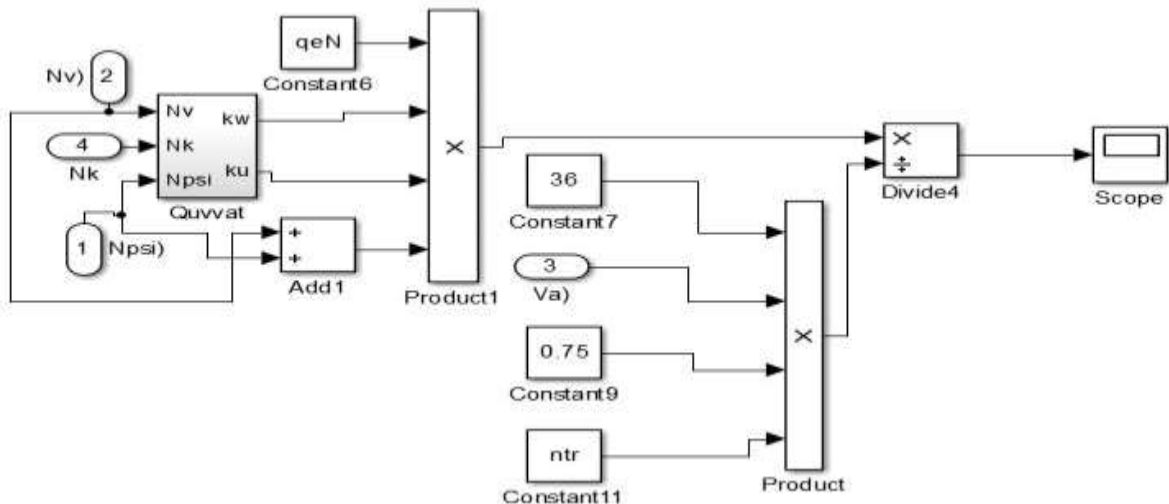 qeN
Constant6
Nv)
2
Nv
kw
4
Nk
Nk
Npsi
ku
Quvvat
1
Npsi)
+
+
Add1
×
Product1
36
Constant7
3
Va)
0.75
Constant9
ntr
Constant11
×
Product
×
÷
Divide4
Scope